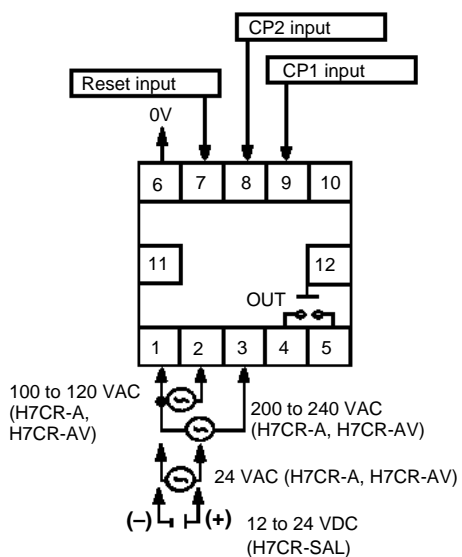 CP2 input
CP1 input
Reset input
0V
6 7 8 9 10
11 12
OUT
1 2 3 4 5
100 to 120 VAC
(H7CR-A,
H7CR-AV)
200 to 240 VAC
(H7CR-A, H7CR-AV)
24 VAC (H7CR-A, H7CR-AV)
(−) (+) 12 to 24 VDC
(H7CR-SAL)